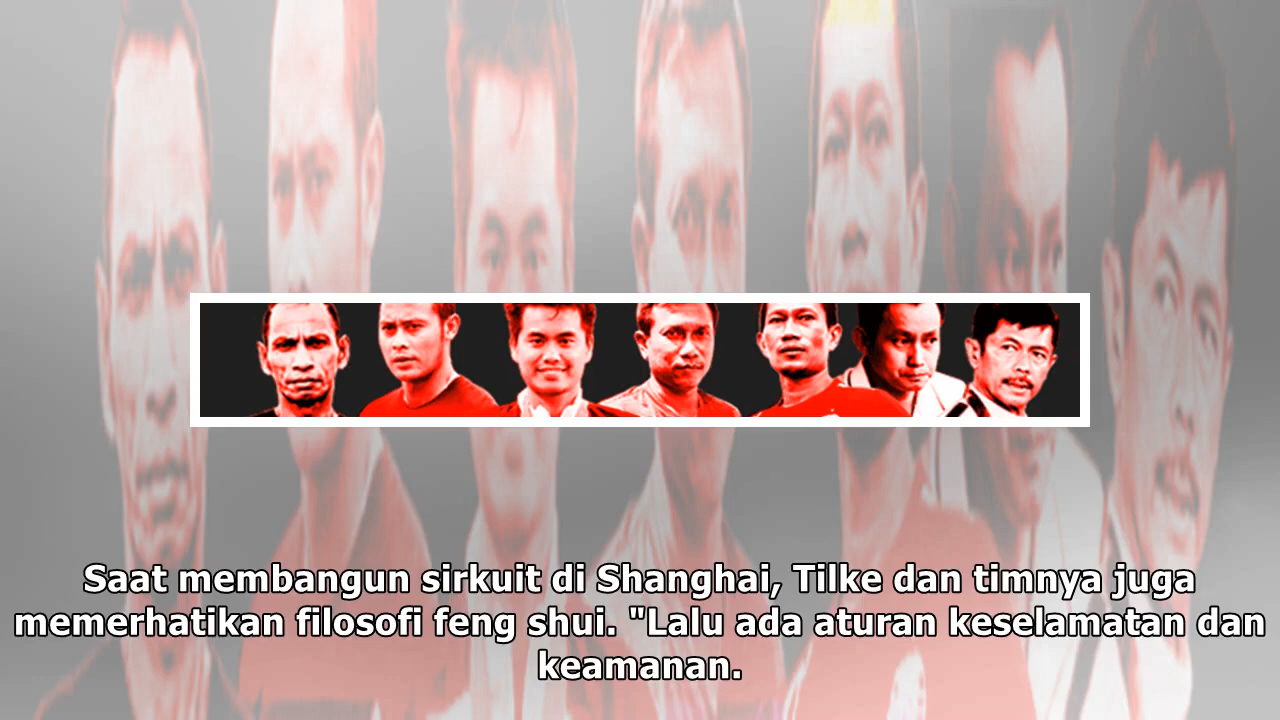 Saat membangun sirkuit di Shanghai, Tilke dan timnya juga
memerhatikan filosofi feng shui. "Lalu ada aturan keselamatan dan
keamanan.